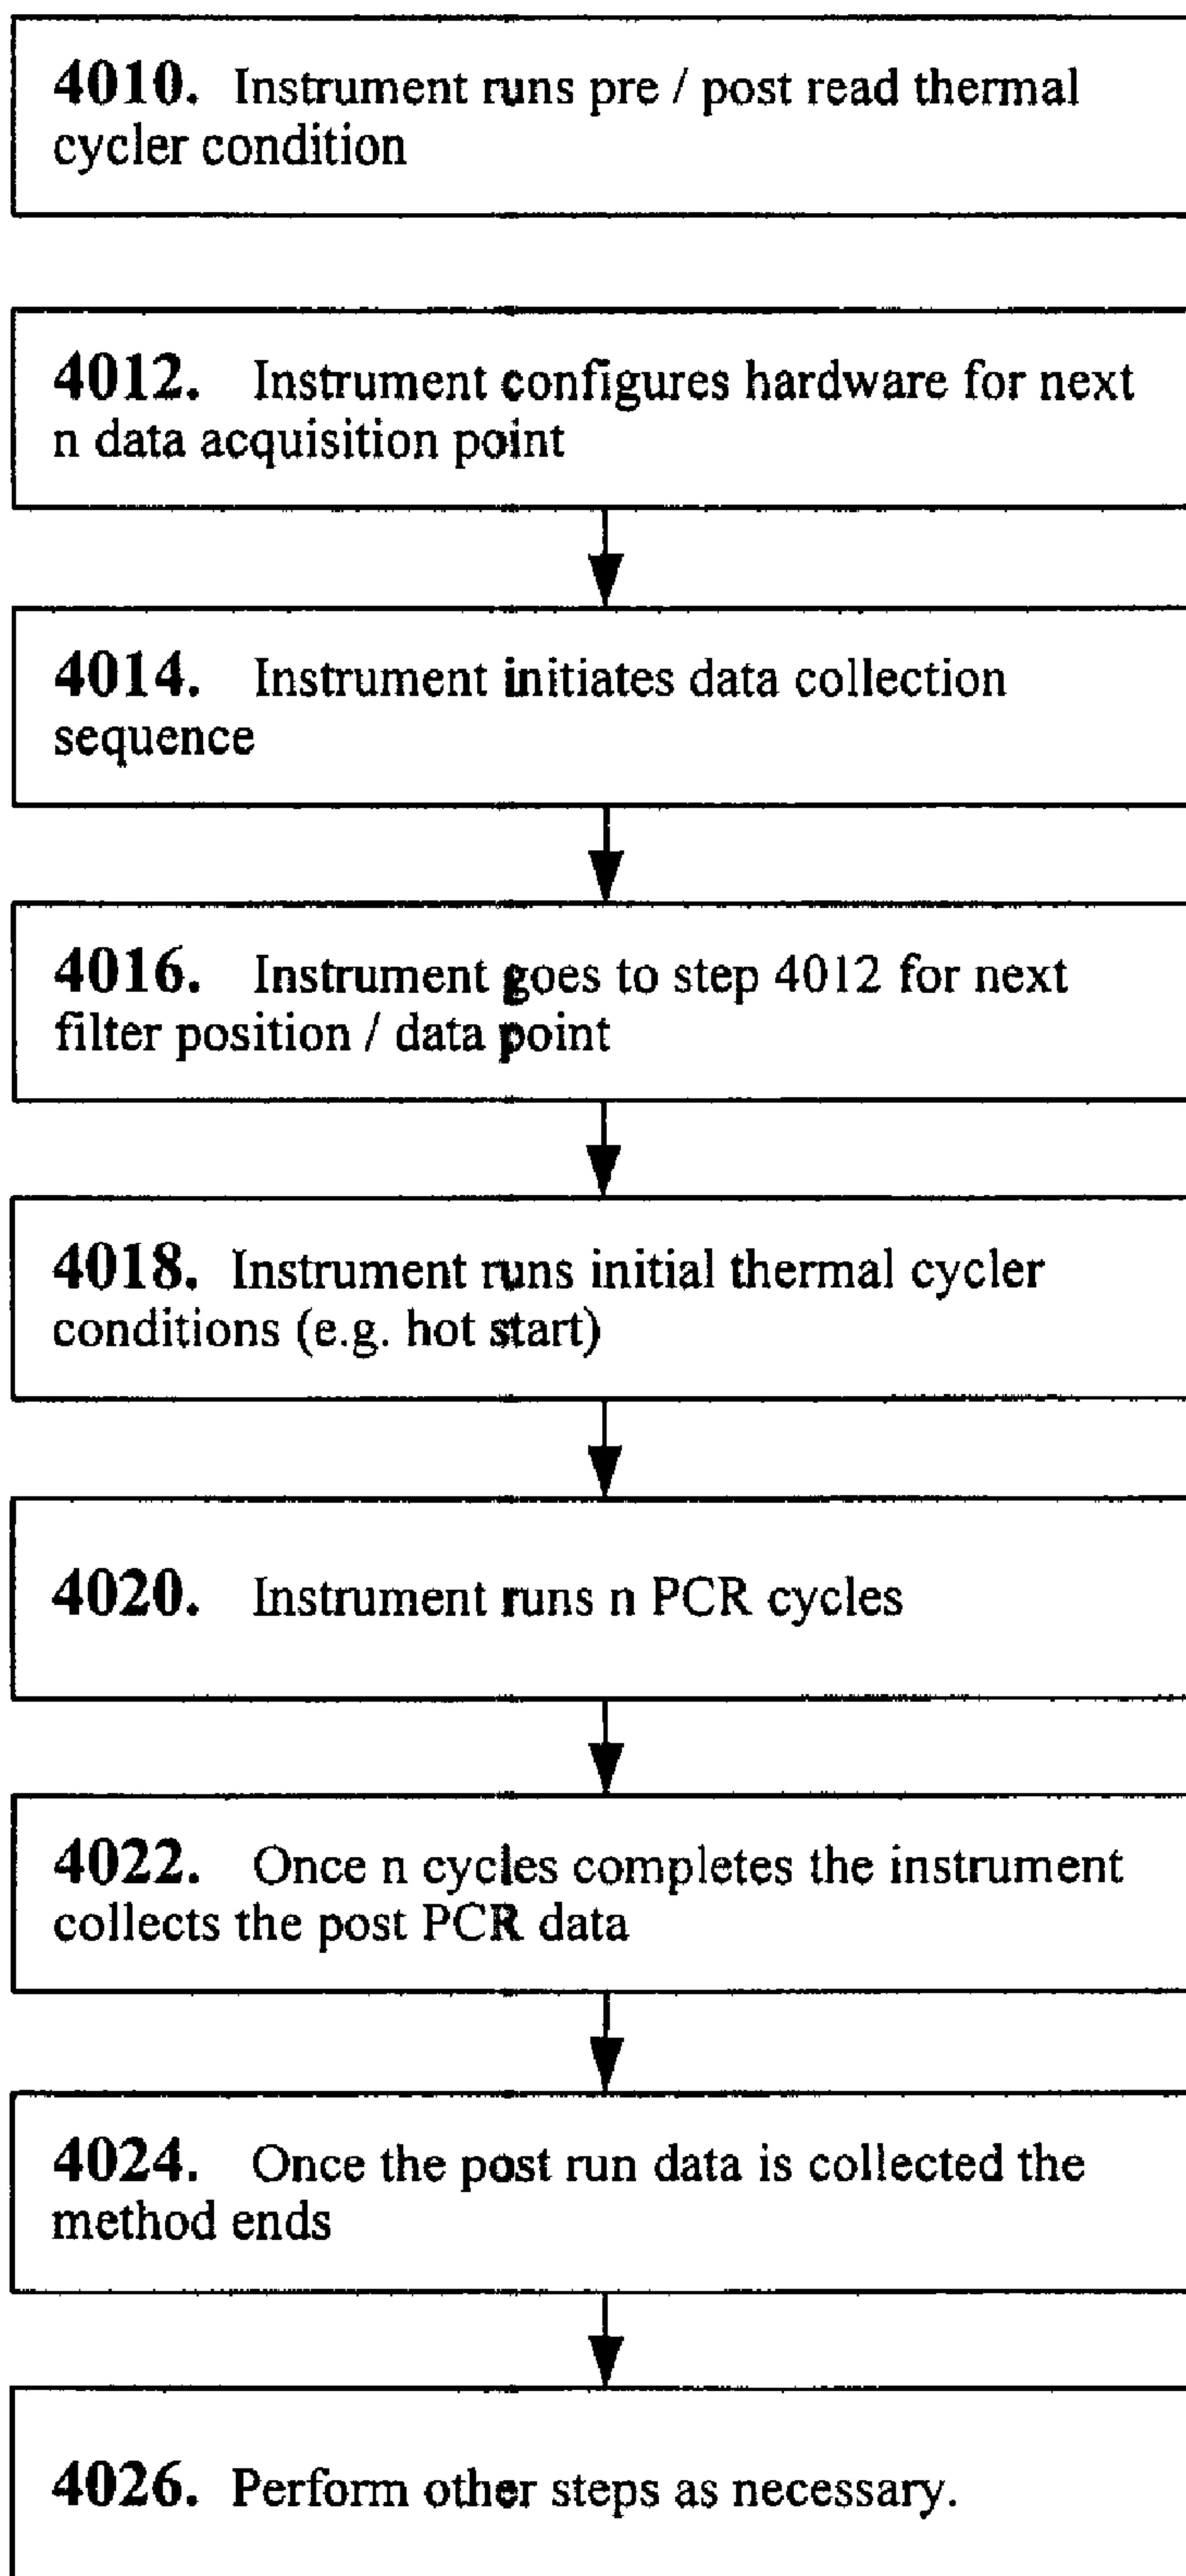 4010. Instrument runs pre / post read thermal
cycler condition
4012. Instrument configures hardware for next
n data acquisition point
4014. Instrument initiates data collection
sequence
4016. Instrument goes to step 4012 for next
filter position / data point
4018. Instrument runs initial thermal cycler
conditions (e.g. hot start)
4020. Instrument runs n PCR cycles
4022. Once n cycles completes the instrument
collects the post PCR data
4024. Once the post run data is collected the
method ends
4026. Perform other steps as necessary.